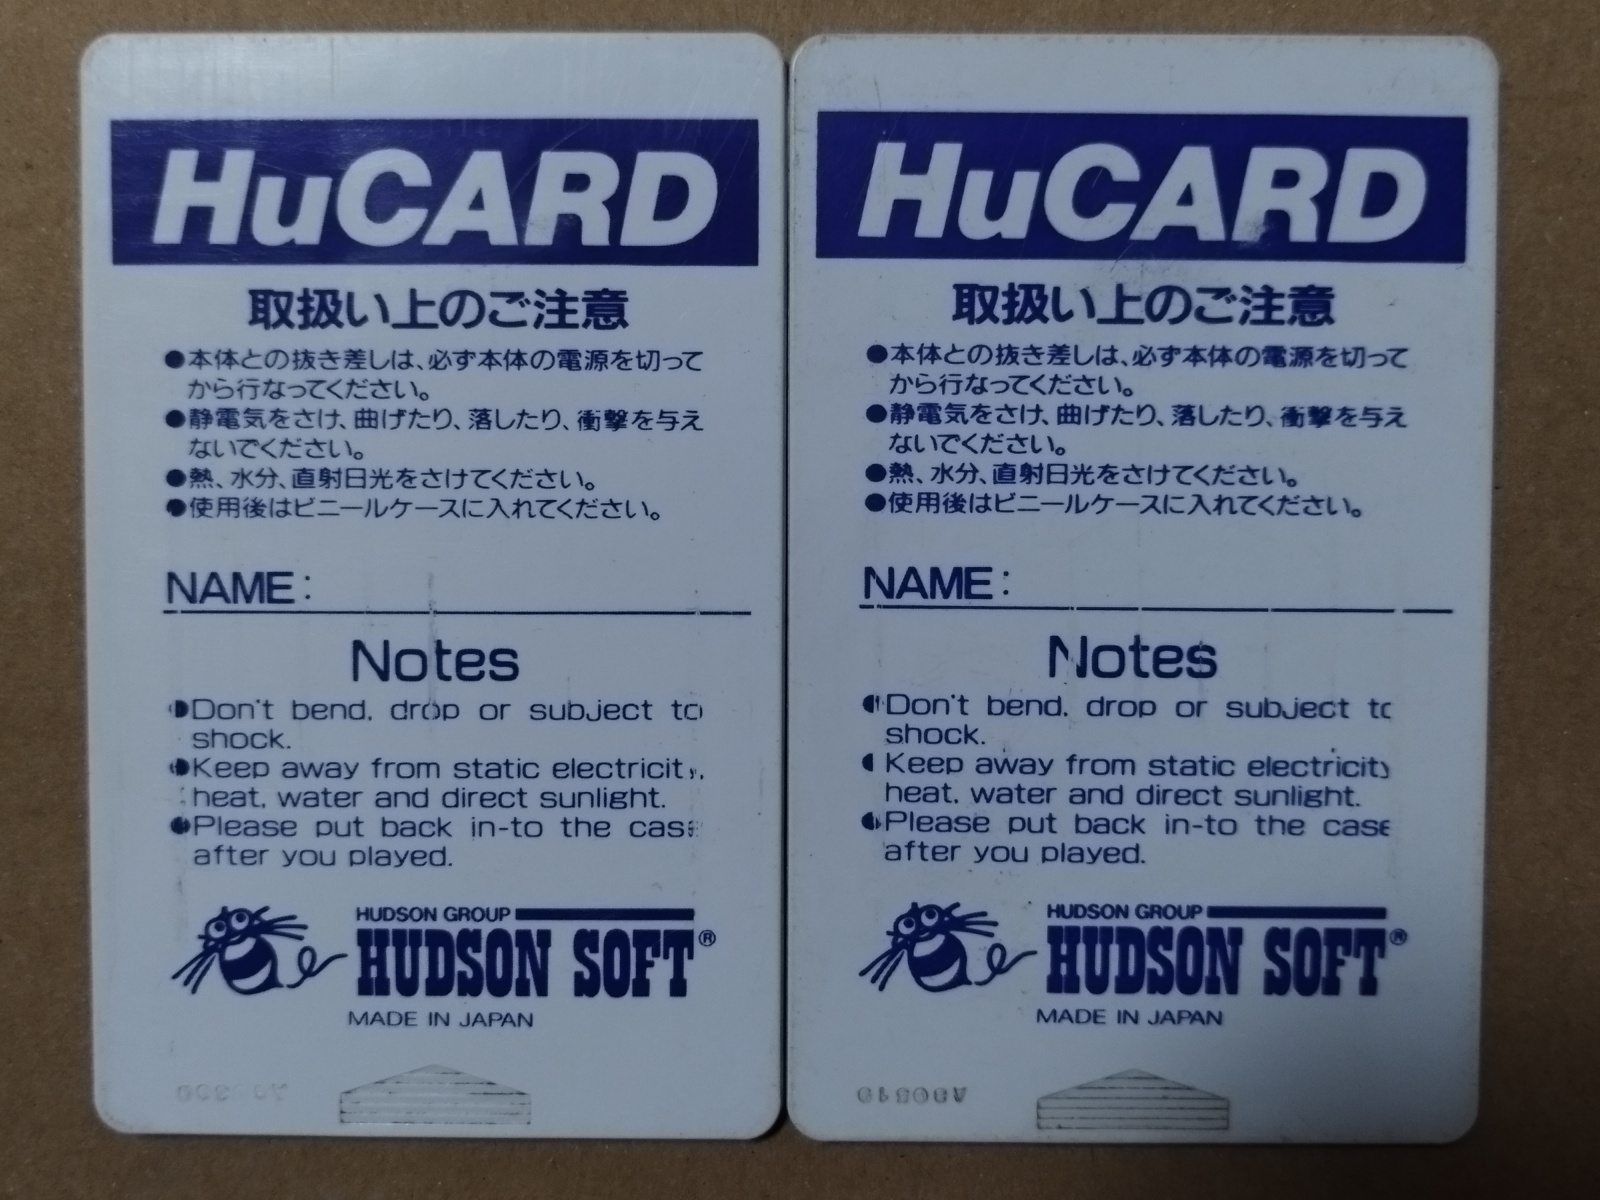 HuCARD
取扱い上のご注意
●本体との抜き差しは、必ず本体の電源を切って
から行なってください。
●静電気をさけ、曲げたり、落したり、衝撃を与え
ないでください。
●熱、水分、直射日光をさけてください。
●使用後はビニールケースに入れてください。
NAME:
Notes
●Don't bend, drop or subject to
shock.
●Keep away from static electricity,
heat, water and direct sunlight.
●Please put back in-to the case
after you played.
HUDSON GROUP
HUDSON SOFT®
MADE IN JAPAN
HuCARD
取扱い上のご注意
●本体との抜き差しは、必ず本体の電源を切って
から行なってください。
●静電気をさけ、曲げたり、落したり、衝撃を与え
ないでください。
●熱、水分、直射日光をさけてください。
●使用後はビニールケースに入れてください。
NAME:
Notes
●Don't bend, drop or subject to
shock.
●Keep away from static electricity
heat, water and direct sunlight.
●Please put back in-to the case
after you played.
HUDSON GROUP
HUDSON SOFT®
MADE IN JAPAN